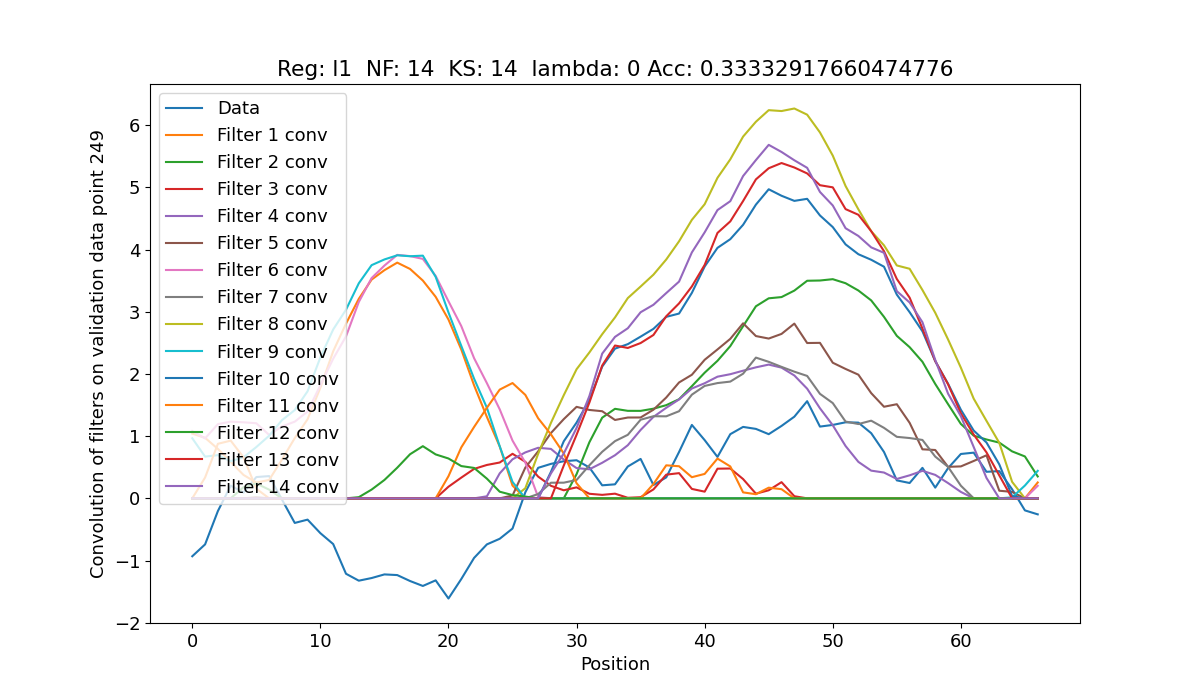 Reg: l1  NF: 14  KS: 14  lambda: 0 Acc: 0.33332917660474776
Convolution of filters on validation data point 249
6
5
4
3
2
1
0
−1
−2
Data
Filter 1 conv
Filter 2 conv
Filter 3 conv
Filter 4 conv
Filter 5 conv
Filter 6 conv
Filter 7 conv
Filter 8 conv
Filter 9 conv
Filter 10 conv
Filter 11 conv
Filter 12 conv
Filter 13 conv
Filter 14 conv
0 10 20 30 40 50 60
Position